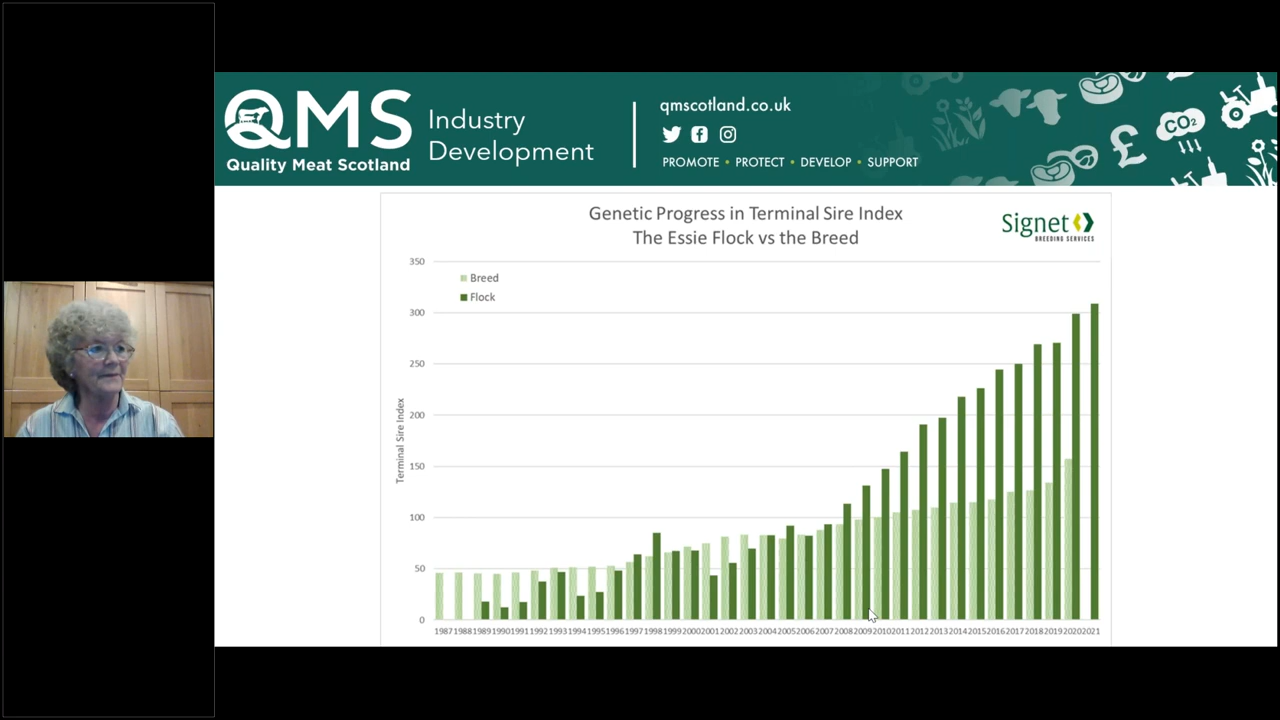 QMS
Quality Meat Scotland
Industry
Development
qmscotland.co.uk
PROMOTE • PROTECT • DEVELOP • SUPPORT
£
CO2
Genetic Progress in Terminal Sire Index
The Essie Flock vs the Breed
Signet
BREEDING SERVICES
Breed
Flock
Terminal Sire Index
350
300
250
200
150
100
50
0
1987 1988 1989 1990 1991 1992 1993 1994 1995 1996 1997 1998 1999 2000 2001 2002 2003 2004 2005 2006 2007 2008 2009 2010 2011 2012 2013 2014 2015 2016 2017 2018 2019 2020 2021